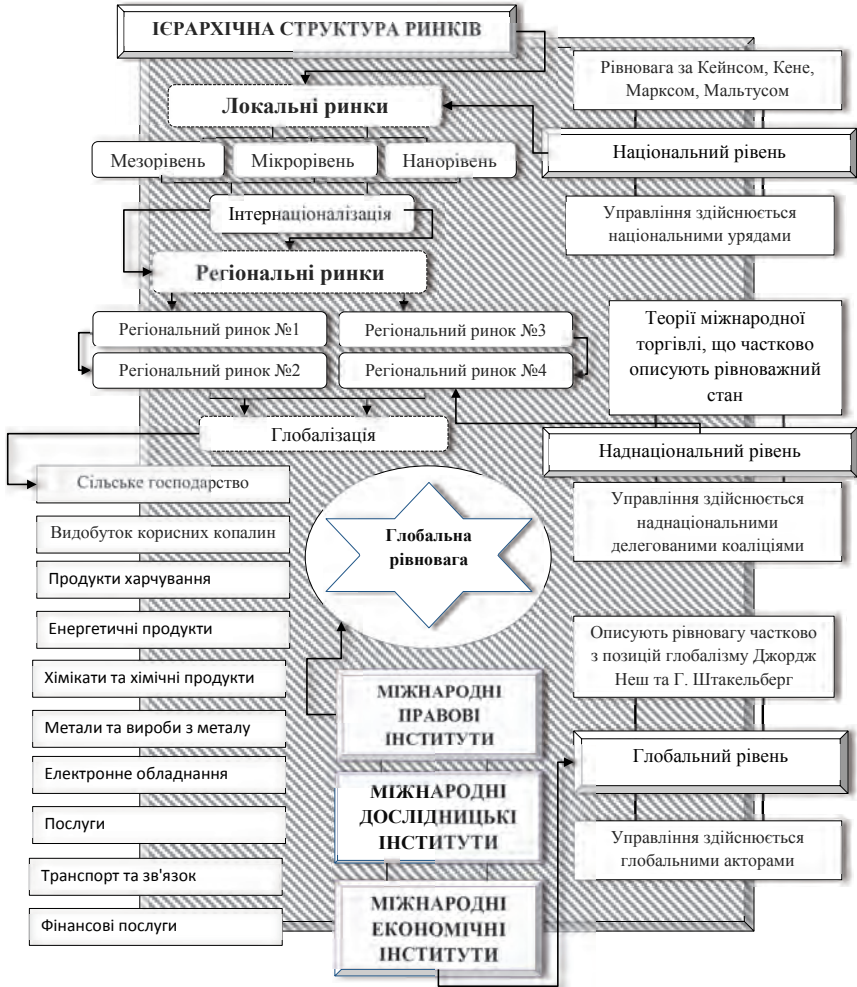 ІЄРАРХІЧНА СТРУКТУРА РИНКІВ
Рівновага за Кейнсом, Кене,
Марксом, Мальтусом
Локальні ринки
Національний рівень
Мезорівень
Мікрорівень
Нанорівень
Інтернаціоналізація
Управління здійснюється
національними урядами
Регіональні ринки
Регіональний ринок №1
Регіональний ринок №3
Регіональний ринок №2
Регіональний ринок №4
Теорії міжнародної
торгівлі, що частково
описують рівноважний
стан
Глобалізація
Наднаціональний рівень
Сільське господарство
Видобуток корисних копалин
Продукти харчування
Енергетичні продукти
Хімікати та хімічні продукти
Метали та вироби з металу
Електронне обладнання
Послуги
Транспорт та зв'язок
Фінансові послуги
Глобальна
рівновага
Управління здійснюється
наднаціональними
делегованими коаліціями
Описують рівновагу частково
з позицій глобалізму Джордж
Неш та Г. Штакельберг
МІЖНАРОДНІ
ПРАВОВІ
ІНСТИТУТИ
Глобальний рівень
МІЖНАРОДНІ
ДОСЛІДНИЦЬКІ
ІНСТИТУТИ
Управління здійснюється
глобальними акторами
МІЖНАРОДНІ
ЕКОНОМІЧНІ
ІНСТИТУТИ